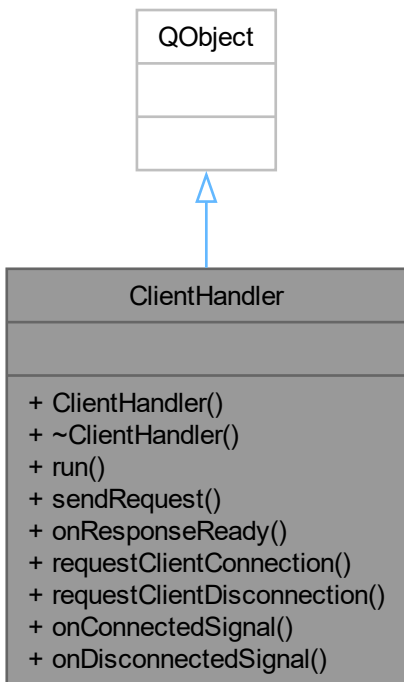 QObject
ClientHandler
+ ClientHandler()
+ ~ClientHandler()
+ run()
+ sendRequest()
+ onResponseReady()
+ requestClientConnection()
+ requestClientDisconnection()
+ onConnectedSignal()
+ onDisconnectedSignal()